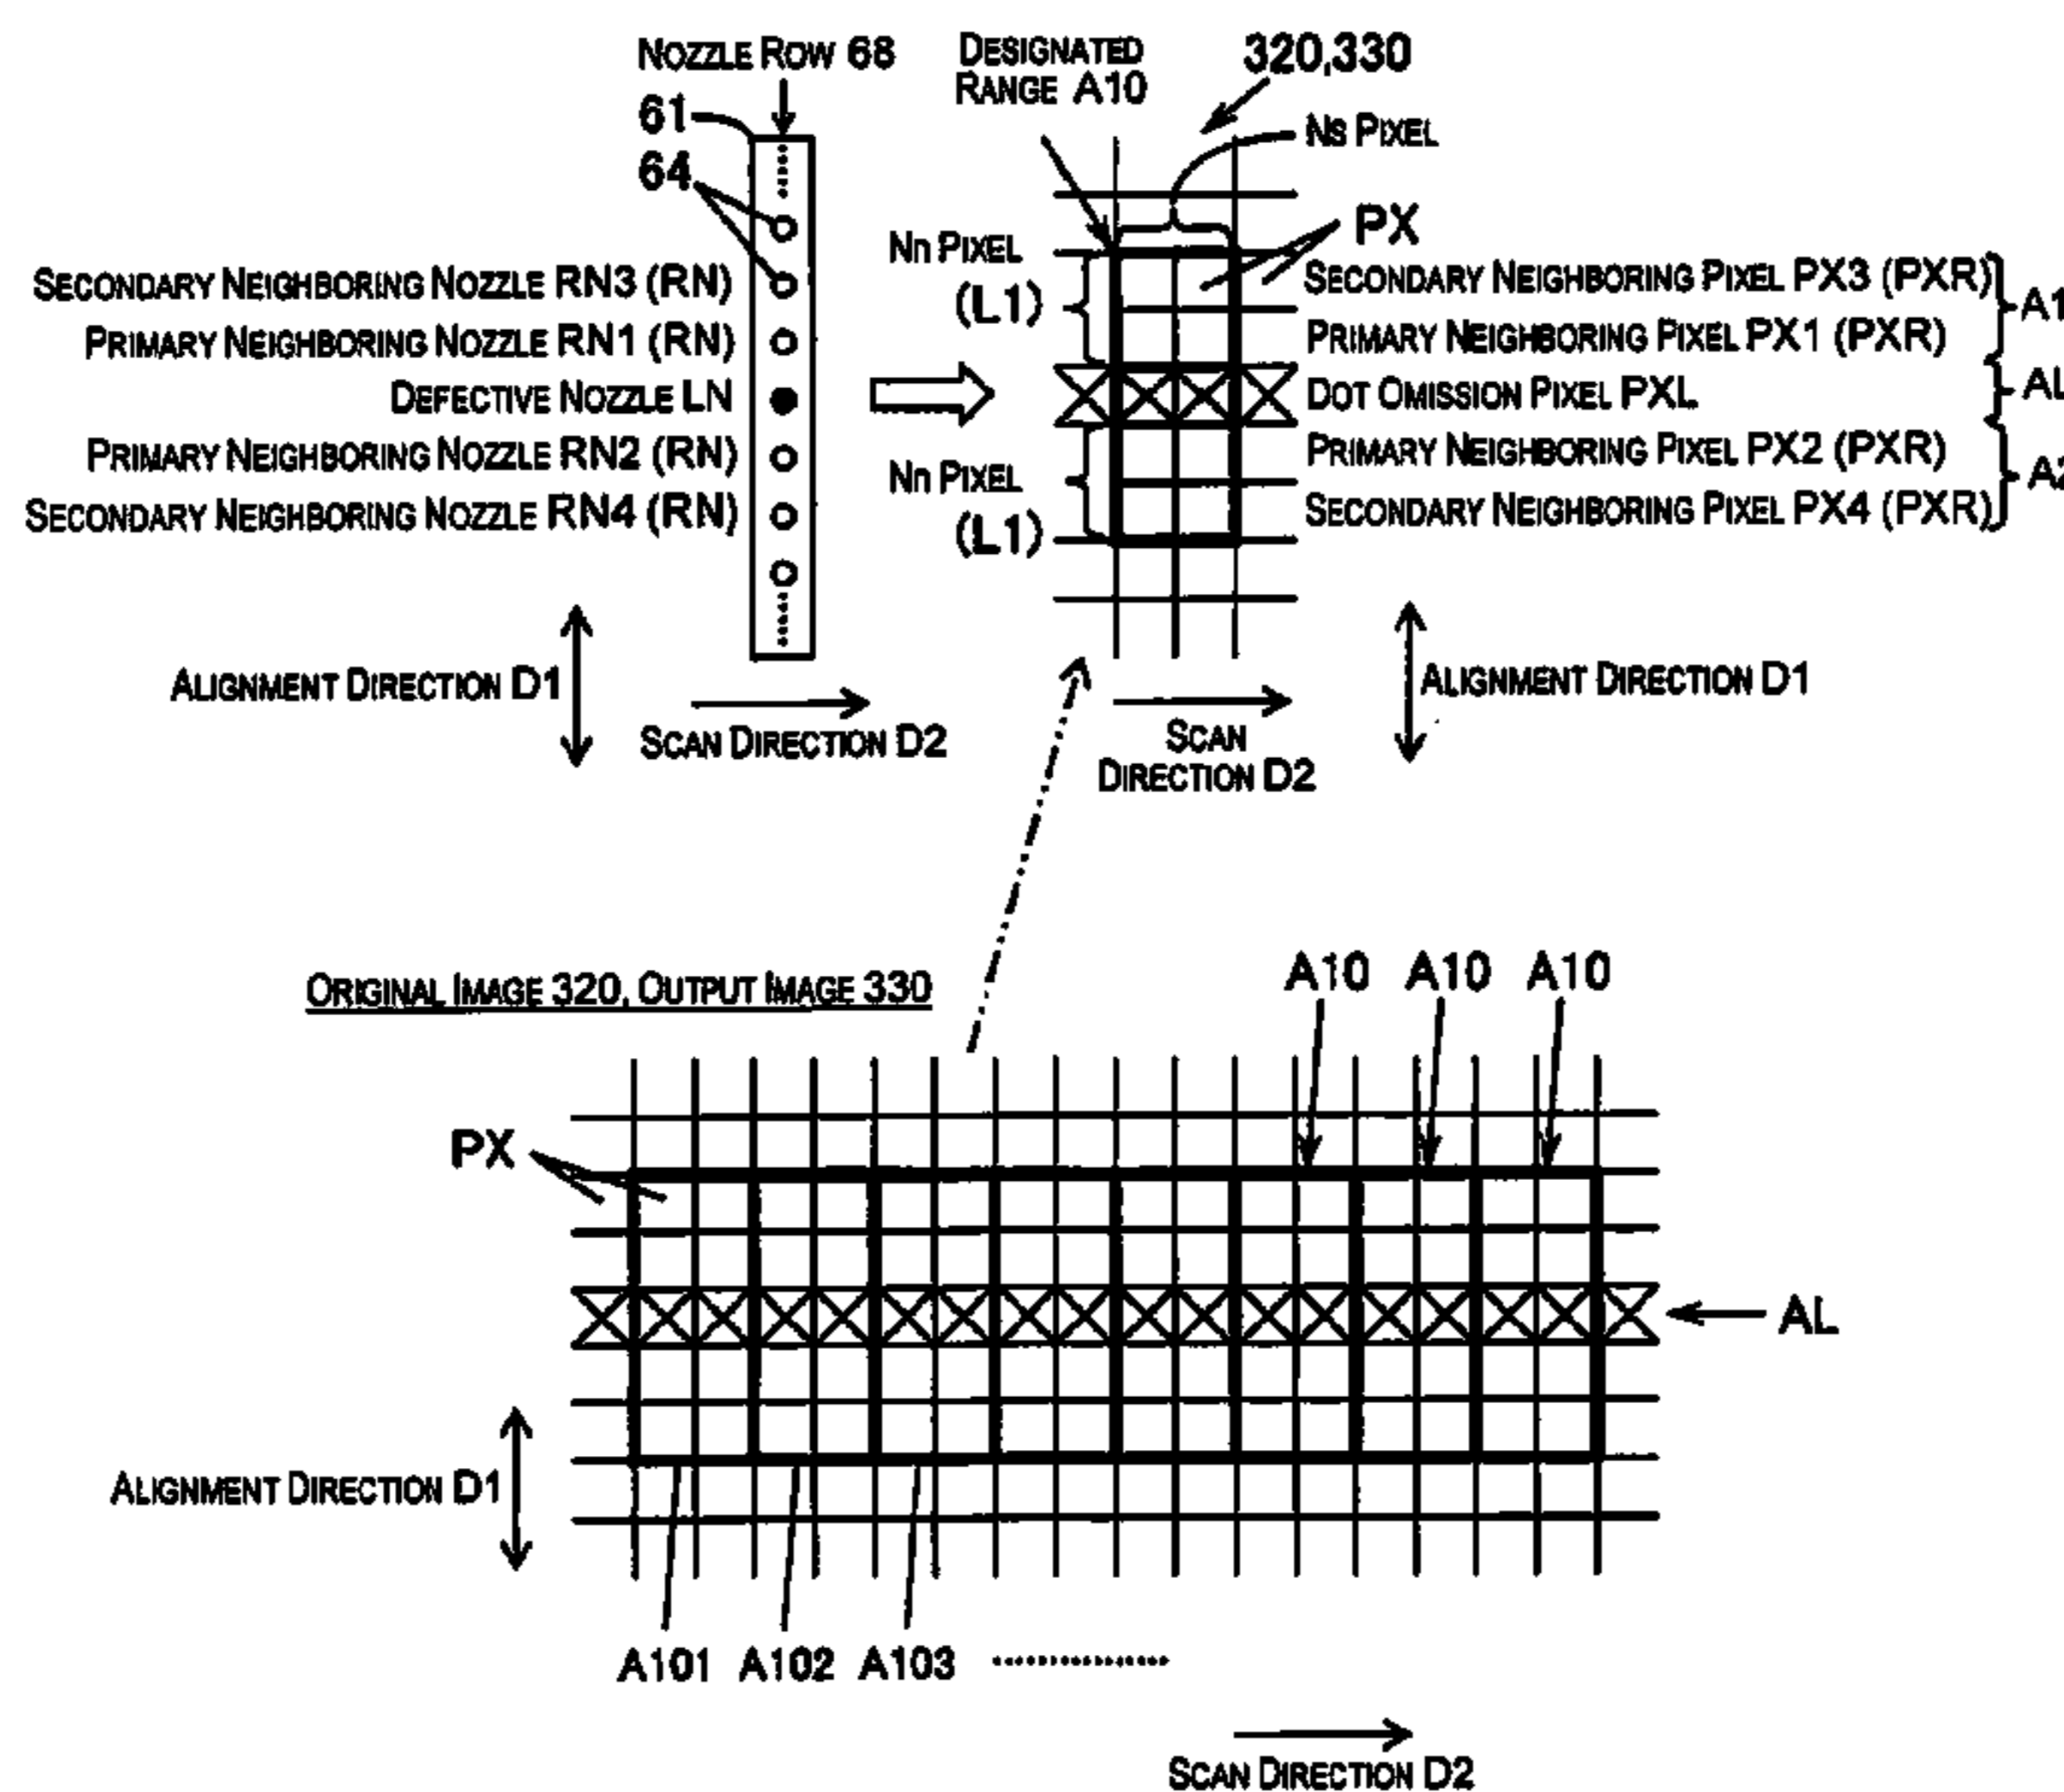 NOZZLE ROW 68
DESIGNATED
RANGE A10
320,330
61
NS PIXEL
64
PX
NN PIXEL
(L1)
SECONDARY NEIGHBORING NOZZLE RN3 (RN)
SECONDARY NEIGHBORING PIXEL PX3 (PXR)
A1
PRIMARY NEIGHBORING NOZZLE RN1 (RN)
PRIMARY NEIGHBORING PIXEL PX1 (PXR)
DEFECTIVE NOZZLE LN
DOT OMISSION PIXEL PXL
AL
PRIMARY NEIGHBORING NOZZLE RN2 (RN)
PRIMARY NEIGHBORING PIXEL PX2 (PXR)
NN PIXEL
(L1)
A2
SECONDARY NEIGHBORING NOZZLE RN4 (RN)
SECONDARY NEIGHBORING PIXEL PX4 (PXR)
ALIGNMENT DIRECTION D1
SCAN DIRECTION D2
SCAN
DIRECTION D2
ALIGNMENT DIRECTION D1
ORIGINAL IMAGE 320, OUTPUT IMAGE 330
A10 A10 A10
PX
AL
ALIGNMENT DIRECTION D1
A101 A102 A103
SCAN DIRECTION D2